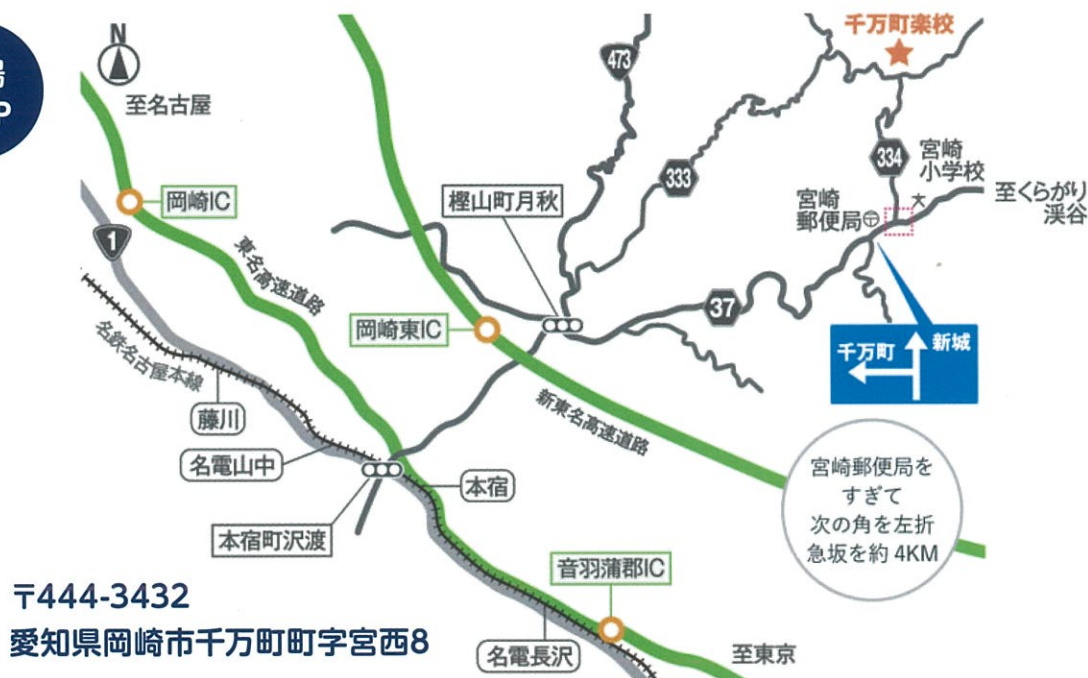 N
至名古屋
千万町楽校
473
334
宮崎
小学校
333
岡崎IC
樫山町月秋
宮崎
郵便局
至くらがり
渓谷
1
東名高速道路
37
岡崎東IC
千万町
新城
名鉄名古屋本線
新東名高速道路
藤川
名電山中
本宿
宮崎郵便局を
すぎて
次の角を左折
急坂を約4KM
本宿町沢渡
音羽蒲郡IC
名電長沢
至東京
〒444-3432
愛知県岡崎市千万町町字宮西8